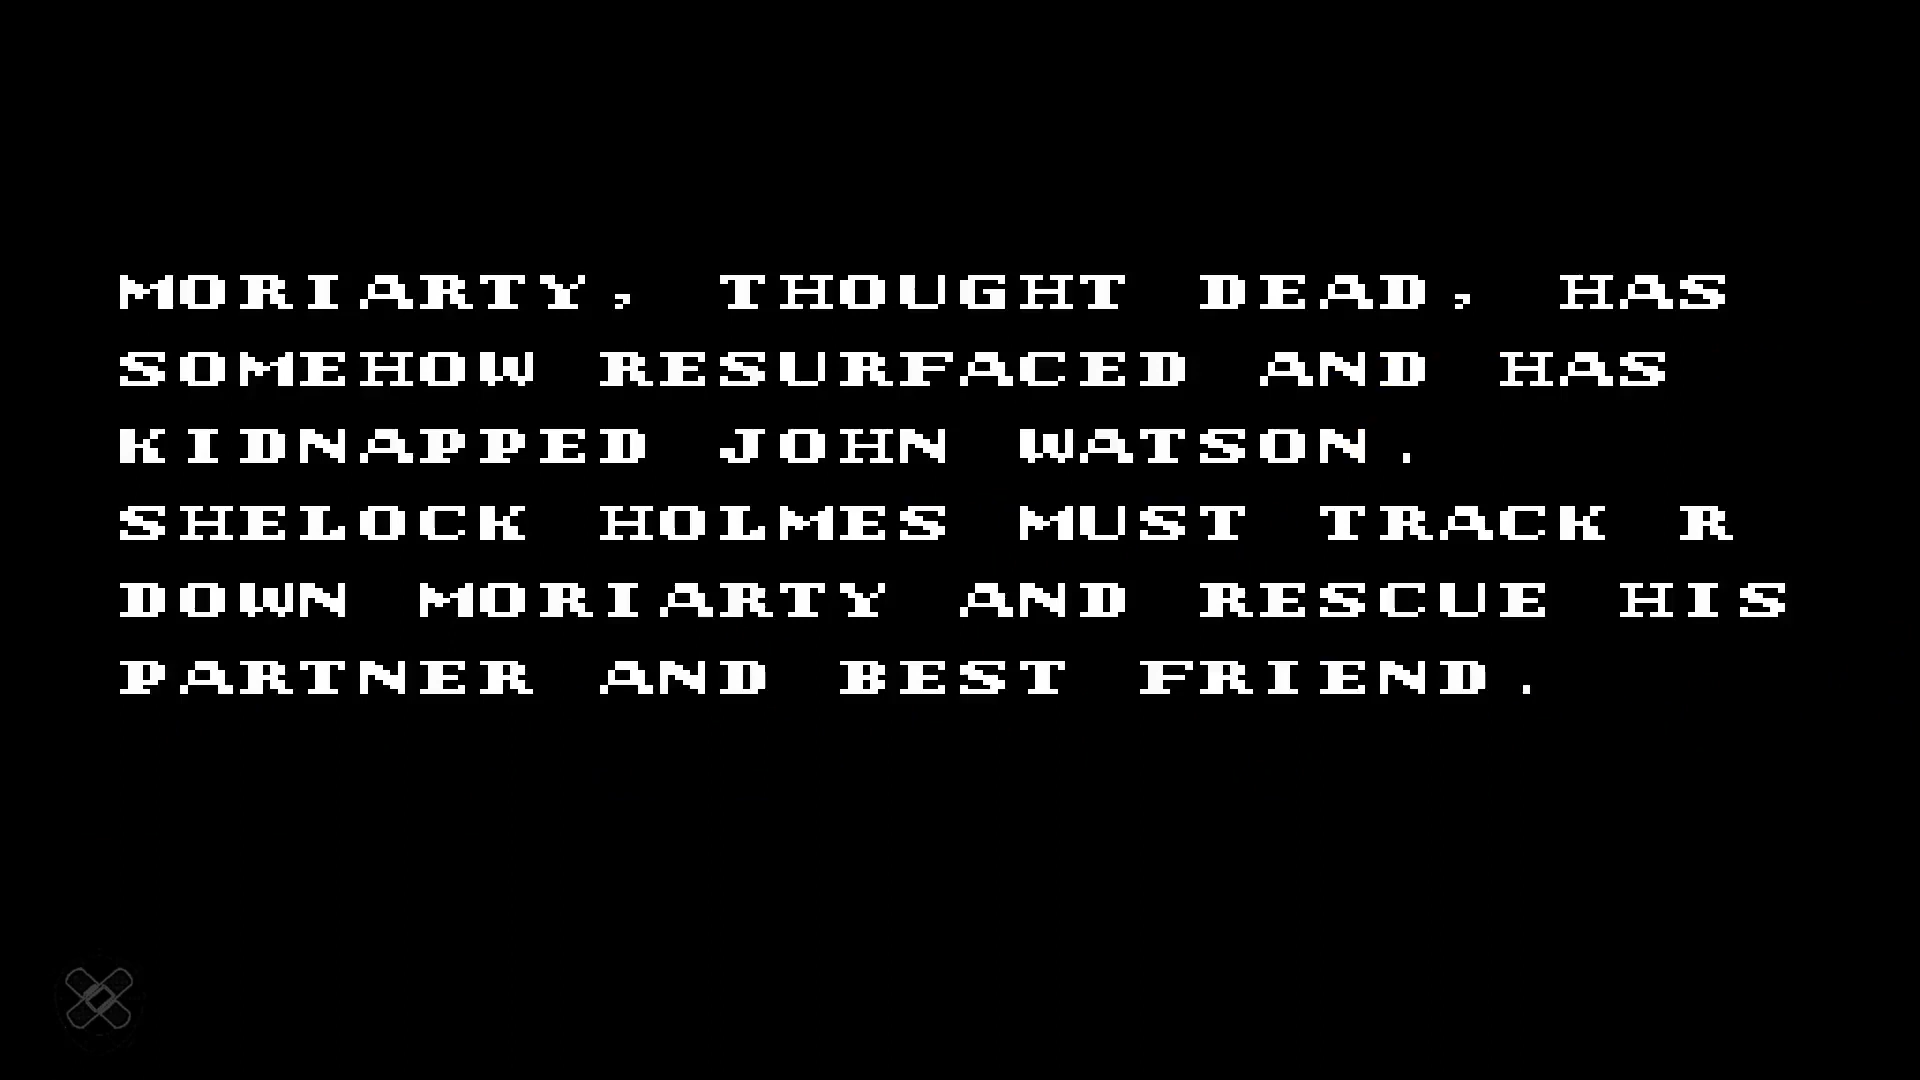 MORIARTY, THOUGHT DEAD, HAS
SOMEHOW RESURFACED AND HAS
KIDNAPPED JOHN WATSON.
SHELOCK HOLMES MUST TRACK R
DOWN MORIARTY AND RESCUE HIS
PARTNER AND BEST FRIEND.